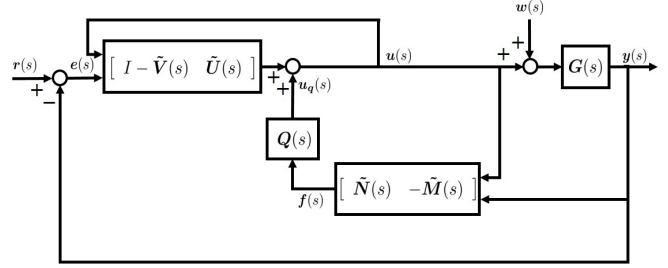 w(s)
r(s) e(s) [ I − Ṽ(s) Ũ(s) ] u(s) + + G(s) y(s)
+ − + + u_q(s)
Q(s)
f(s) [ Ñ(s) −M̃(s) ]